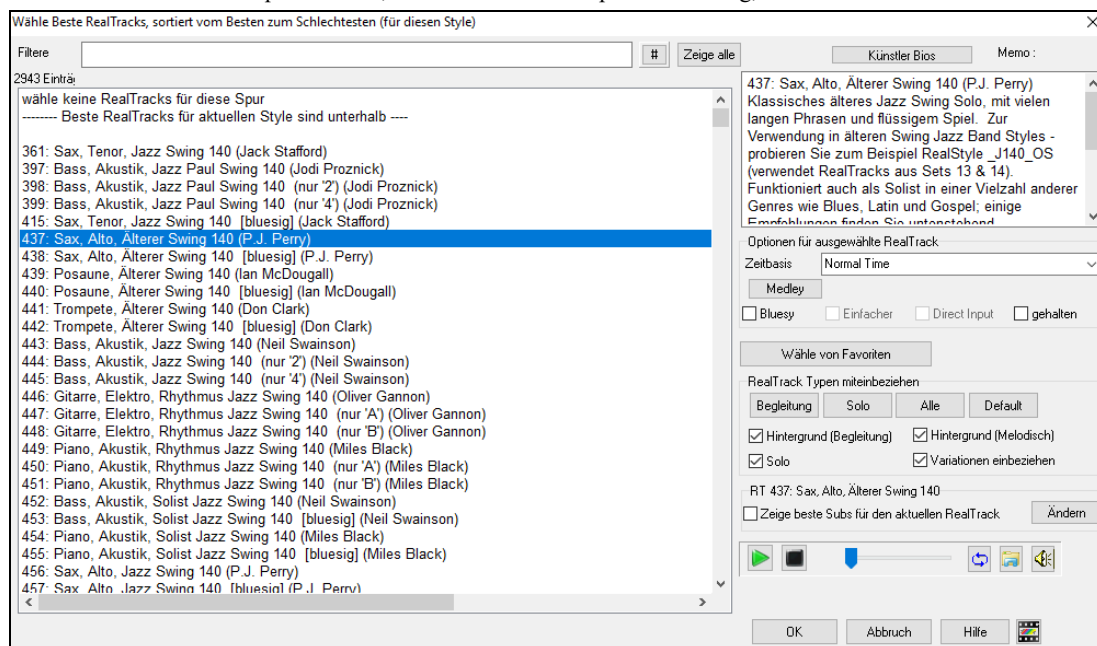 Wähle Beste RealTracks, sortiert vom Besten zum Schlechtesten (für diesen Style)
Filtere
#
Zeige alle
2943 Einträ
wähle keine RealTracks für diese Spur
-------- Beste RealTracks für aktuellen Style sind unterhalb ----
361: Sax, Tenor, Jazz Swing 140 (Jack Stafford)
397: Bass, Akustik, Jazz Paul Swing 140 (Jodi Proznick)
398: Bass, Akustik, Jazz Paul Swing 140 (nur '2') (Jodi Proznick)
399: Bass, Akustik, Jazz Paul Swing 140 (nur '4') (Jodi Proznick)
415: Sax, Tenor, Jazz Swing 140 [bluesig] (Jack Stafford)
437: Sax, Alto, Älterer Swing 140 (P.J. Perry)
438: Sax, Alto, Älterer Swing 140 [bluesig] (P.J. Perry)
439: Posaune, Älterer Swing 140 (Ian McDougall)
440: Posaune, Älterer Swing 140 [bluesig] (Ian McDougall)
441: Trompete, Älterer Swing 140 (Don Clark)
442: Trompete, Älterer Swing 140 [bluesig] (Don Clark)
443: Bass, Akustik, Jazz Swing 140 (Neil Swainson)
444: Bass, Akustik, Jazz Swing 140 (nur '2') (Neil Swainson)
445: Bass, Akustik, Jazz Swing 140 (nur '4') (Neil Swainson)
446: Gitarre, Elektro, Rhythmus Jazz Swing 140 (Oliver Gannon)
447: Gitarre, Elektro, Rhythmus Jazz Swing 140 (nur 'A') (Oliver Gannon)
448: Gitarre, Elektro, Rhythmus Jazz Swing 140 (nur 'B') (Oliver Gannon)
449: Piano, Akustik, Rhythmus Jazz Swing 140 (Miles Black)
450: Piano, Akustik, Rhythmus Jazz Swing 140 (nur 'A') (Miles Black)
451: Piano, Akustik, Rhythmus Jazz Swing 140 (nur 'B') (Miles Black)
452: Bass, Akustik, Solist Jazz Swing 140 (Neil Swainson)
453: Bass, Akustik, Solist Jazz Swing 140 [bluesig] (Neil Swainson)
454: Piano, Akustik, Solist Jazz Swing 140 (Miles Black)
455: Piano, Akustik, Solist Jazz Swing 140 [bluesig] (Miles Black)
456: Sax, Alto, Jazz Swing 140 (P.J. Perry)
457: Sax, Alto, Jazz Swing 140 [bluesig] (P.J. Perry)
Künstler Bios
Memo :
437: Sax, Alto, Älterer Swing 140 (P.J. Perry)
Klassisches älteres Jazz Swing Solo, mit vielen
langen Phrasen und flüssigem Spiel. Zur
Verwendung in älteren Swing Jazz Band Styles -
probieren Sie zum Beispiel RealStyle _J140_OS
(verwendet RealTracks aus Sets 13 & 14).
Funktioniert auch als Solist in einer Vielzahl anderer
Genres wie Blues, Latin und Gospel; einige
Empfehlungen finden Sie untenstehend
Optionen für ausgewählte RealTrack
Zeitbasis
Normal Time
Medley
Bluesy
Einfacher
Direct Input
gehalten
Wähle von Favoriten
RealTrack Typen miteinbeziehen
Begleitung
Solo
Alle
Default
Hintergrund (Begleitung)
Hintergrund (Melodisch)
Solo
Variationen einbeziehen
RT 437: Sax, Alto, Älterer Swing 140
Zeige beste Subs für den aktuellen RealTrack
Ändern
OK
Abbruch
Hilfe